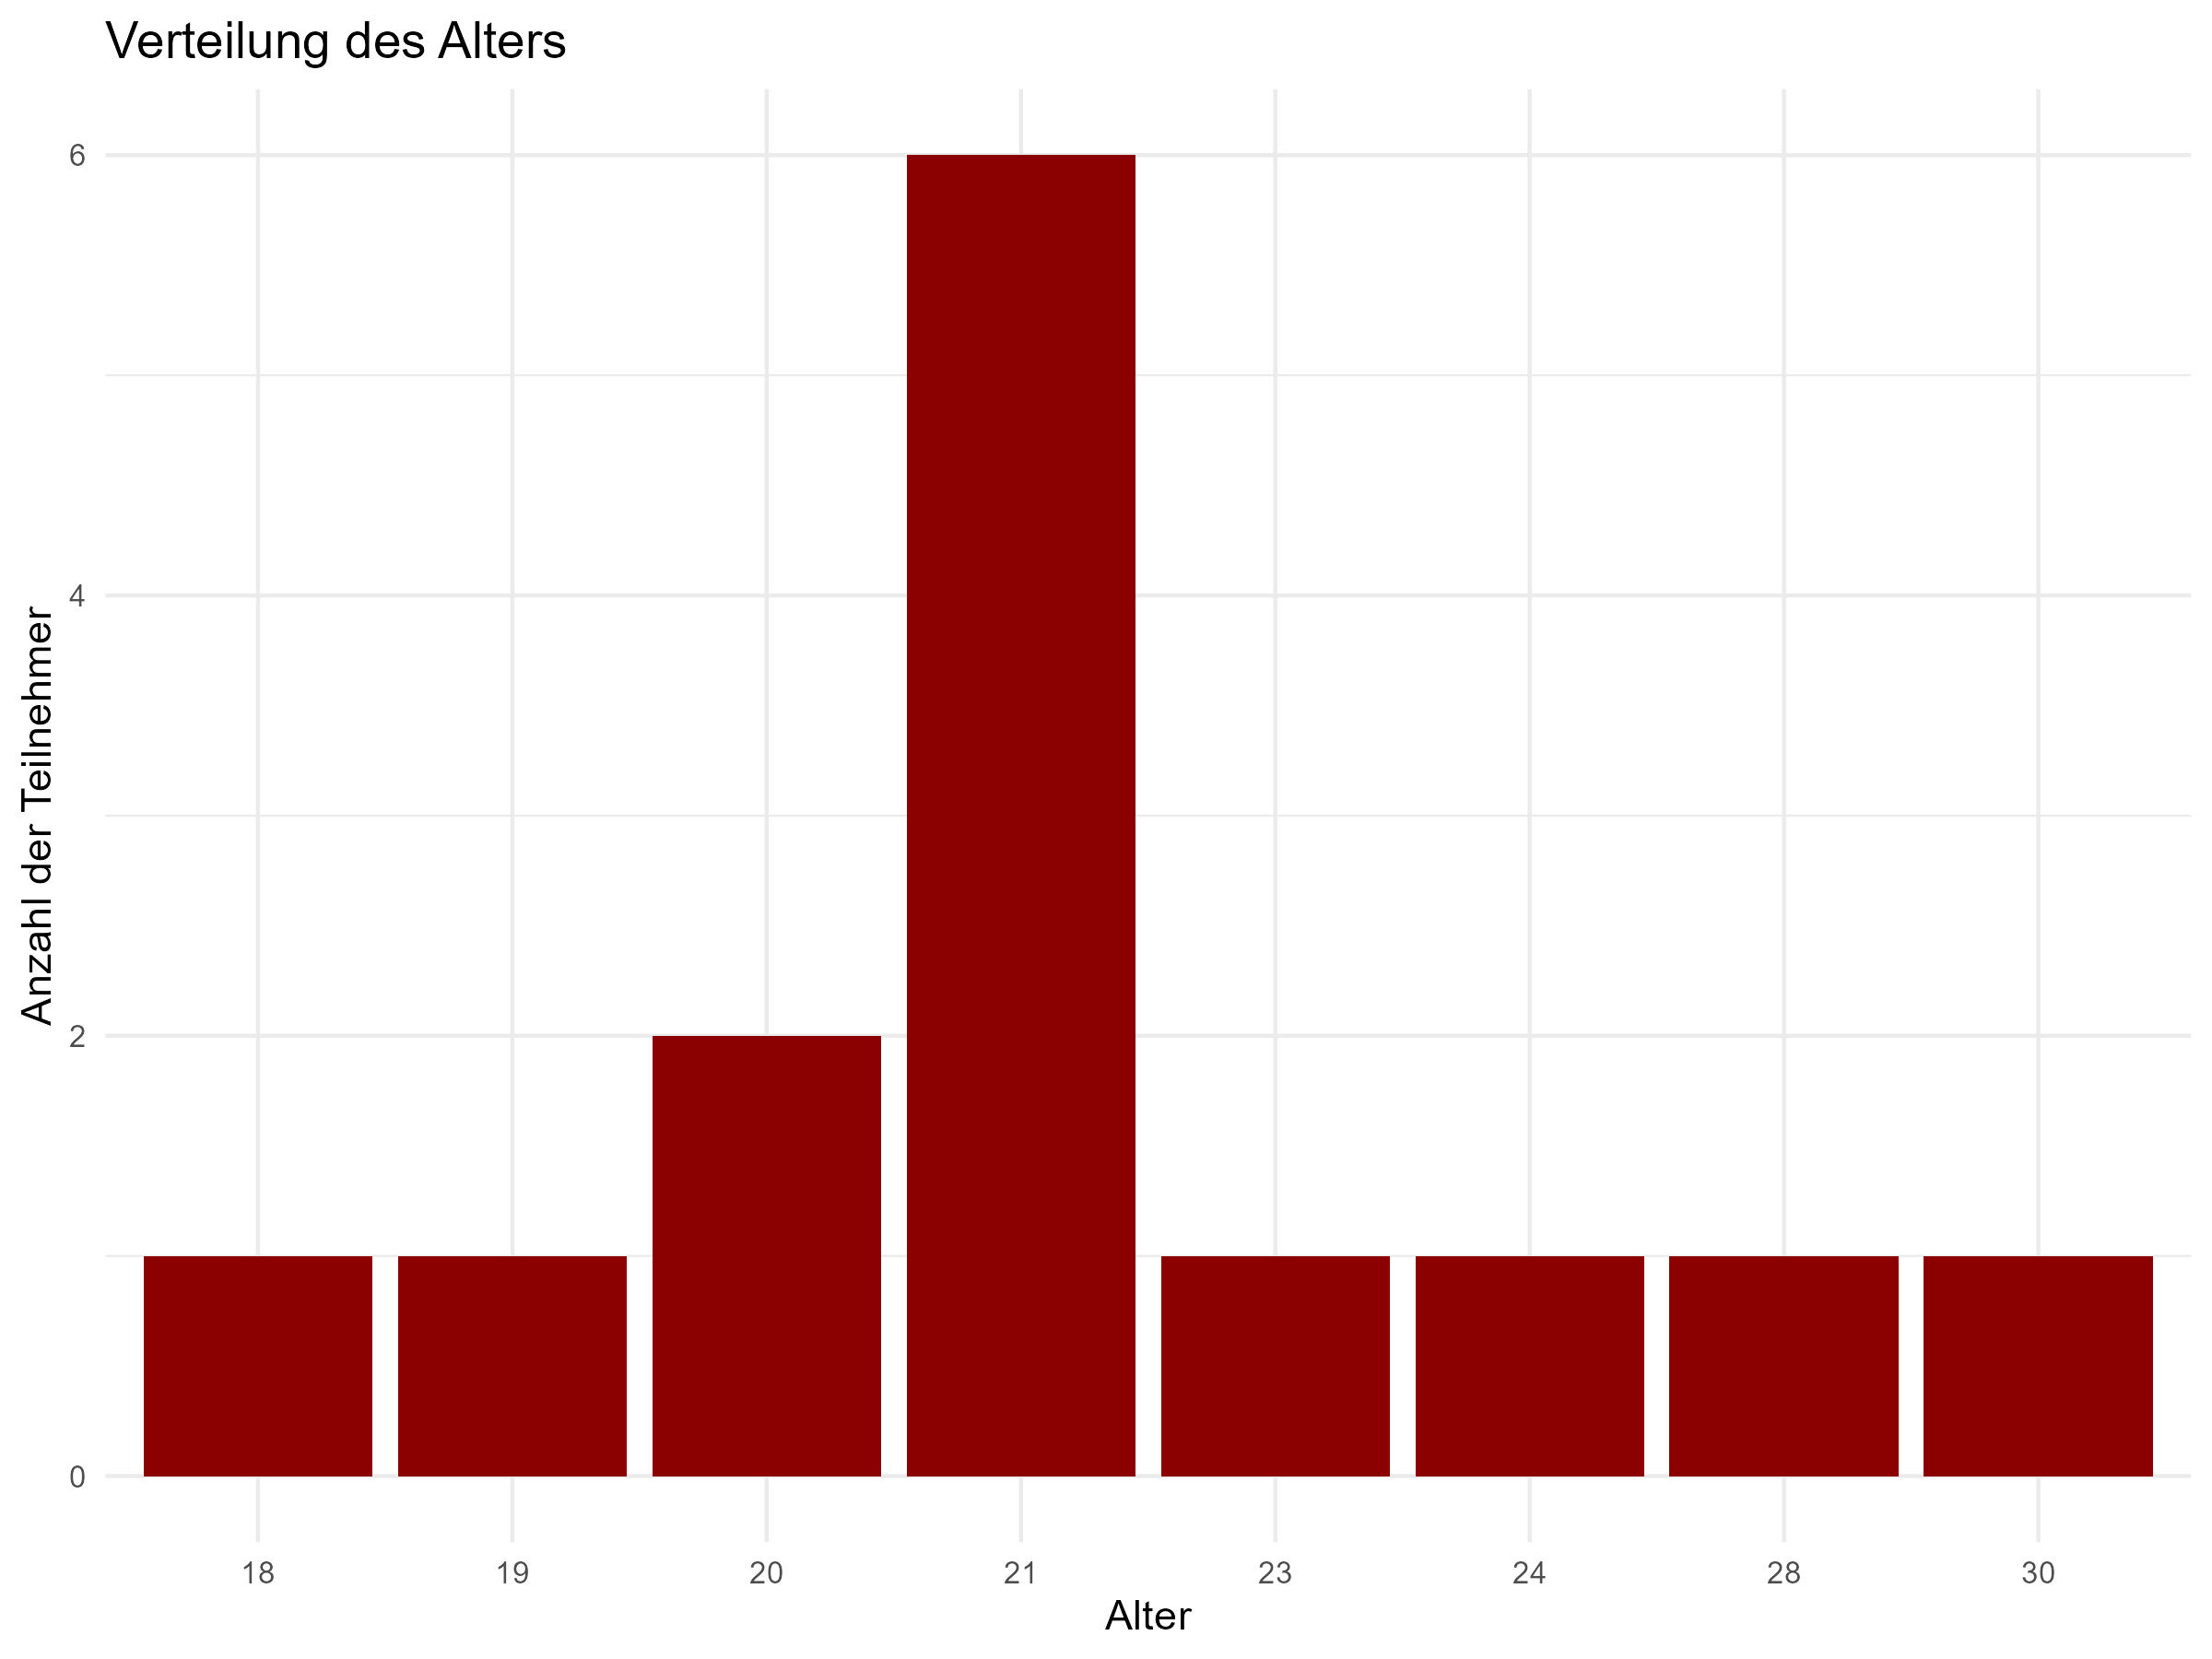 Verteilung des Alters
Anzahl der Teilnehmer
6
4
2
0
18 19 20 21 23 24 28 30
Alter